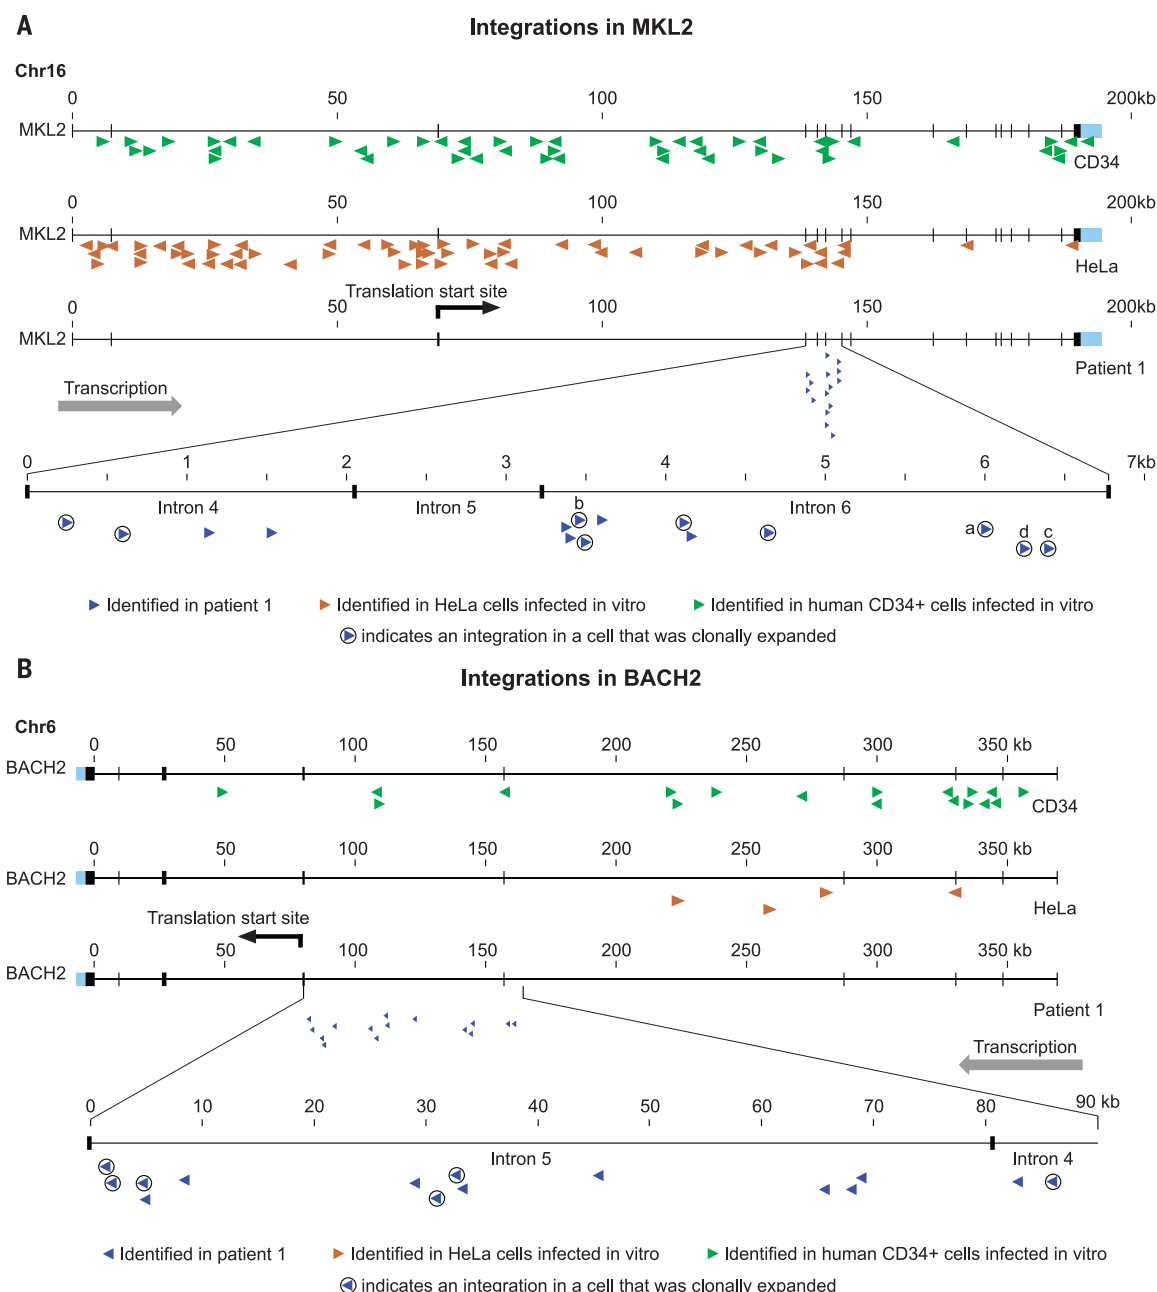 A
Integrations in MKL2
Chr16
0 50 100 150 200kb
MKL2
CD34
0 50 100 150 200kb
MKL2
HeLa
Translation start site
0 50 100 150 200kb
MKL2
Patient 1
Transcription
0 1 2 3 4 5 6 7kb
Intron 4 Intron 5 Intron 6
b
a d c
Identified in patient 1 Identified in HeLa cells infected in vitro Identified in human CD34+ cells infected in vitro
indicates an integration in a cell that was clonally expanded
B
Integrations in BACH2
Chr6
0 50 100 150 200 250 300 350 kb
BACH2
CD34
0 50 100 150 200 250 300 350 kb
BACH2
HeLa
Translation start site
0 50 100 150 200 250 300 350 kb
BACH2
Patient 1
Transcription
0 10 20 30 40 50 60 70 80 90 kb
Intron 5 Intron 4
Identified in patient 1 Identified in HeLa cells infected in vitro Identified in human CD34+ cells infected in vitro
indicates an integration in a cell that was clonally expanded